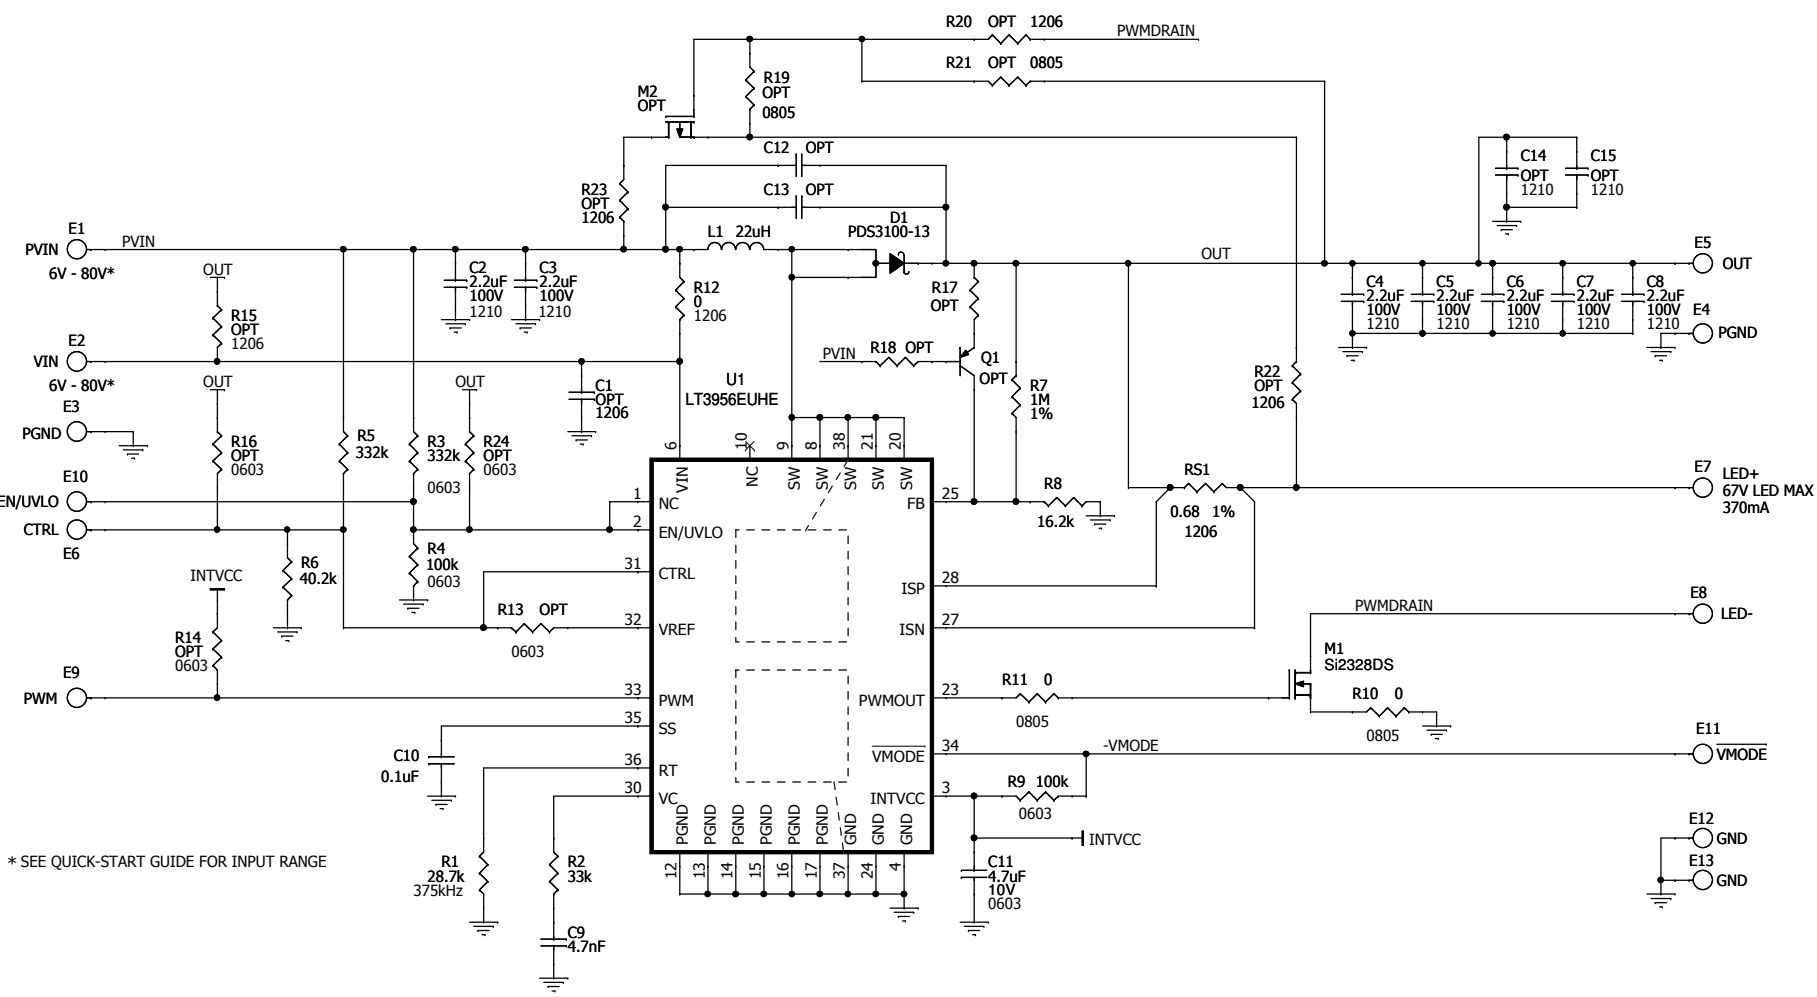 R20 OPT 1206
PWMDRAIN
R21 OPT 0805
R19
OPT
0805
M2
OPT
C12 OPT
C13 OPT
R23
OPT
1206
C14
OPT
1210
C15
OPT
1210
E1
PVIN
PVIN
6V - 80V*
L1 22uH
D1
PDS3100-13
OUT
E5
OUT
OUT
R15
OPT
1206
C2
2.2uF
100V
1210
C3
2.2uF
100V
1210
R12
0
1206
R17
OPT
C4
2.2uF
100V
1210
C5
2.2uF
100V
1210
C6
2.2uF
100V
1210
C7
2.2uF
100V
1210
C8
2.2uF
100V
1210
E4
PGND
E2
VIN
6V - 80V*
PVIN
R18 OPT
Q1
OPT
R7
1M
1%
R22
OPT
1206
C1
OPT
1206
U1
LT3956EUHE
E3
PGND
OUT
R16
OPT
0603
R5
332k
R3
332k
0603
OUT
R24
OPT
0603
E10
EN/UVLO
CTRL
E6
R6
40.2k
R4
100k
0603
R13 OPT
0603
INTVCC
R14
OPT
0603
E9
PWM
C10
0.1uF
R1
28.7k
375kHz
R2
33k
C9
4.7nF
* SEE QUICK-START GUIDE FOR INPUT RANGE
6
VIN
10
NC
9
SW
8
SW
38
SW
21
SW
20
SW
1
NC
2
EN/UVLO
31
CTRL
32
VREF
33
PWM
35
SS
36
RT
30
VC
25
FB
28
ISP
27
ISN
23
PWMOUT
34
VMODE
3
INTVCC
PGND
12
PGND
13
PGND
14
PGND
15
PGND
16
PGND
17
GND
37
GND
24
GND
4
R8
16.2k
RS1
0.68 1%
1206
E7
LED+
67V LED MAX
370mA
PWMDRAIN
E8
LED-
M1
Si2328DS
R11 0
0805
R10 0
0805
-VMODE
E11
VMODE
R9 100k
0603
INTVCC
C11
4.7uF
10V
0603
E12
GND
E13
GND